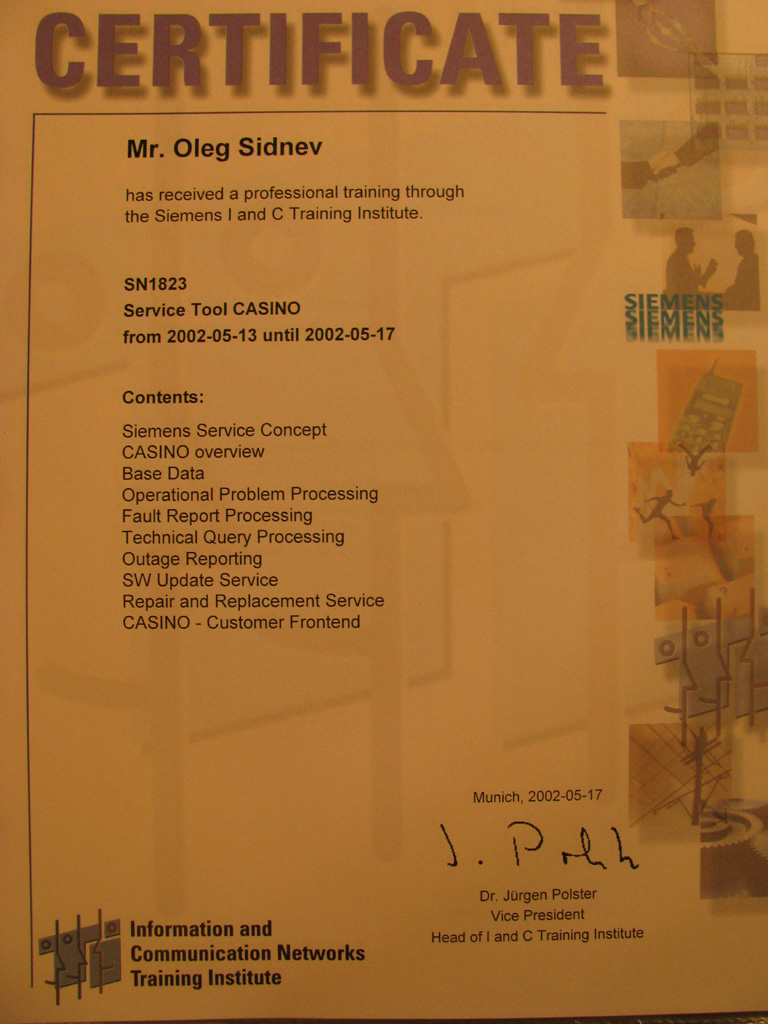 CERTIFICATE
Mr. Oleg Sidnev
has received a professional training through
the Siemens I and C Training Institute.
SN1823
Service Tool CASINO
from 2002-05-13 until 2002-05-17
Contents:
Siemens Service Concept
CASINO overview
Base Data
Operational Problem Processing
Fault Report Processing
Technical Query Processing
Outage Reporting
SW Update Service
Repair and Replacement Service
CASINO - Customer Frontend
SIEMENS
SIEMENS
Munich, 2002-05-17
J. Polster
Dr. Jürgen Polster
Vice President
Head of I and C Training Institute
Information and
Communication Networks
Training Institute